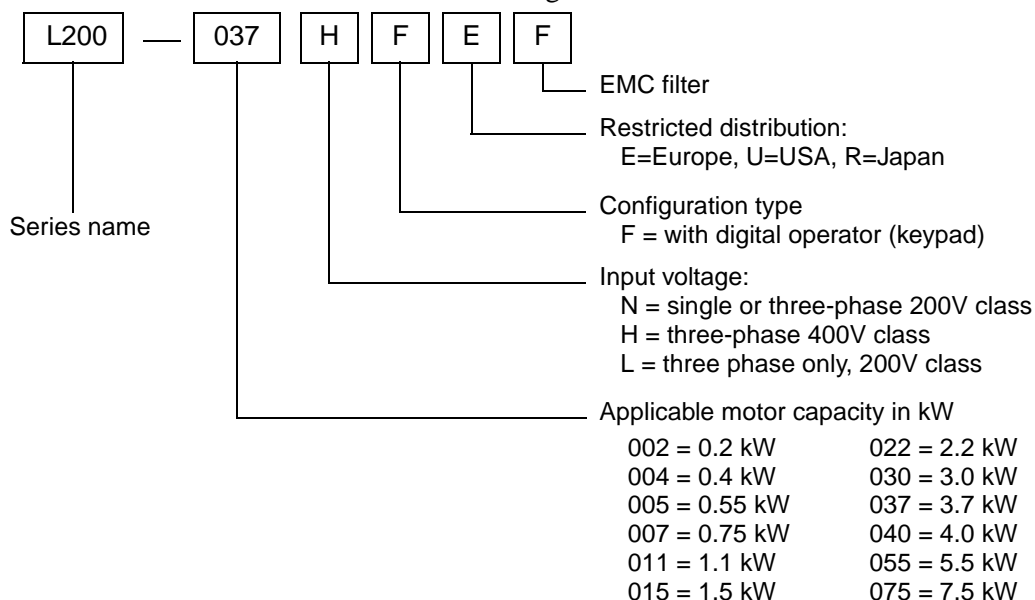 L200 — 037 H F E F
EMC filter
Restricted distribution:
E=Europe, U=USA, R=Japan
Configuration type
F = with digital operator (keypad)
Series name
Input voltage:
N = single or three-phase 200V class
H = three-phase 400V class
L = three phase only, 200V class
Applicable motor capacity in kW
002 = 0.2 kW 022 = 2.2 kW
004 = 0.4 kW 030 = 3.0 kW
005 = 0.55 kW 037 = 3.7 kW
007 = 0.75 kW 040 = 4.0 kW
011 = 1.1 kW 055 = 5.5 kW
015 = 1.5 kW 075 = 7.5 kW